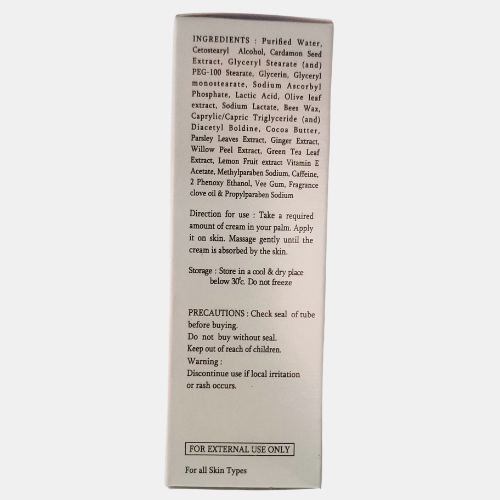 INGREDIENTS : Purified Water,
Cetostearyl Alcohol, Cardamon Seed
Extract, Glyceryl Stearate (and)
PEG-100 Stearate, Glycerin, Glyceryl
monostearate, Sodium Ascorbyl
Phosphate, Lactic Acid, Olive leaf
extract, Sodium Lactate, Bees Wax,
Caprylic/Capric Triglyceride (and)
Diacetyl Boldine, Cocoa Butter,
Parsley Leaves Extract, Ginger Extract,
Willow Peel Extract, Green Tea Leaf
Extract, Lemon Fruit extract Vitamin E
Acetate, Methylparaben Sodium, Caffeine,
2 Phenoxy Ethanol, Vee Gum, Fragrance
clove oil & Propylparaben Sodium
Direction for use : Take a required
amount of cream in your palm. Apply
it on skin. Massage gently until the
cream is absorbed by the skin.
Storage : Store in a cool & dry place
below 30°c. Do not freeze
PRECAUTIONS : Check seal of tube
before buying.
Do not buy without seal.
Keep out of reach of children.
Warning :
Discontinue use if local irritation
or rash occurs.
FOR EXTERNAL USE ONLY
For all Skin Types